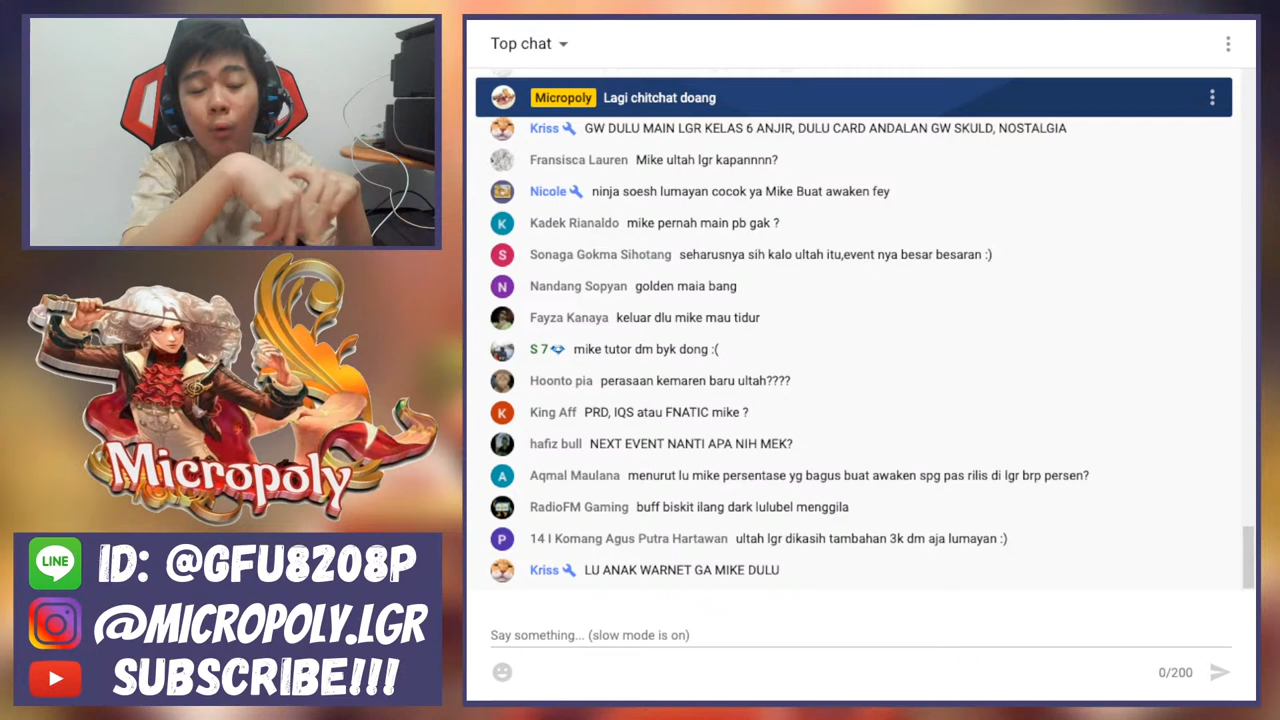 Top chat
Micropoly Lagi chitchat doang
Kriss GW DULU MAIN LGR KELAS 6 ANJIR, DULU CARD ANDALAN GW SKULD, NOSTALGIA
Fransisca Lauren Mike ultah lgr kapannnn?
Nicole ninja soesh lumayan cocok ya Mike Buat awaken fey
K Kadek Rianaldo mike pernah main pb gak ?
S Sonaga Gokma Sihotang seharusnya sih kalo ultah itu,event nya besar besaran :)
N Nandang Sopyan golden maia bang
Fayza Kanaya keluar dlu mike mau tidur
S 7 mike tutor dm byk dong :(
Hoonto pia perasaan kemaren baru ultah????
K King Aff PRD, IQS atau FNATIC mike ?
hafiz bull NEXT EVENT NANTI APA NIH MEK?
A Aqmal Maulana menurut lu mike persentase yg bagus buat awaken spg pas rilis di lgr brp persen?
RadioFM Gaming buff biskit ilang dark lulubel menggila
P 14 I Komang Agus Putra Hartawan ultah lgr dikasih tambahan 3k dm aja lumayan :)
Kriss LU ANAK WARNET GA MIKE DULU
Say something... (slow mode is on)
0/200
Micropoly
LINE ID: @GFU8208P
@MICROPOLY.LGR
SUBSCRIBE!!!